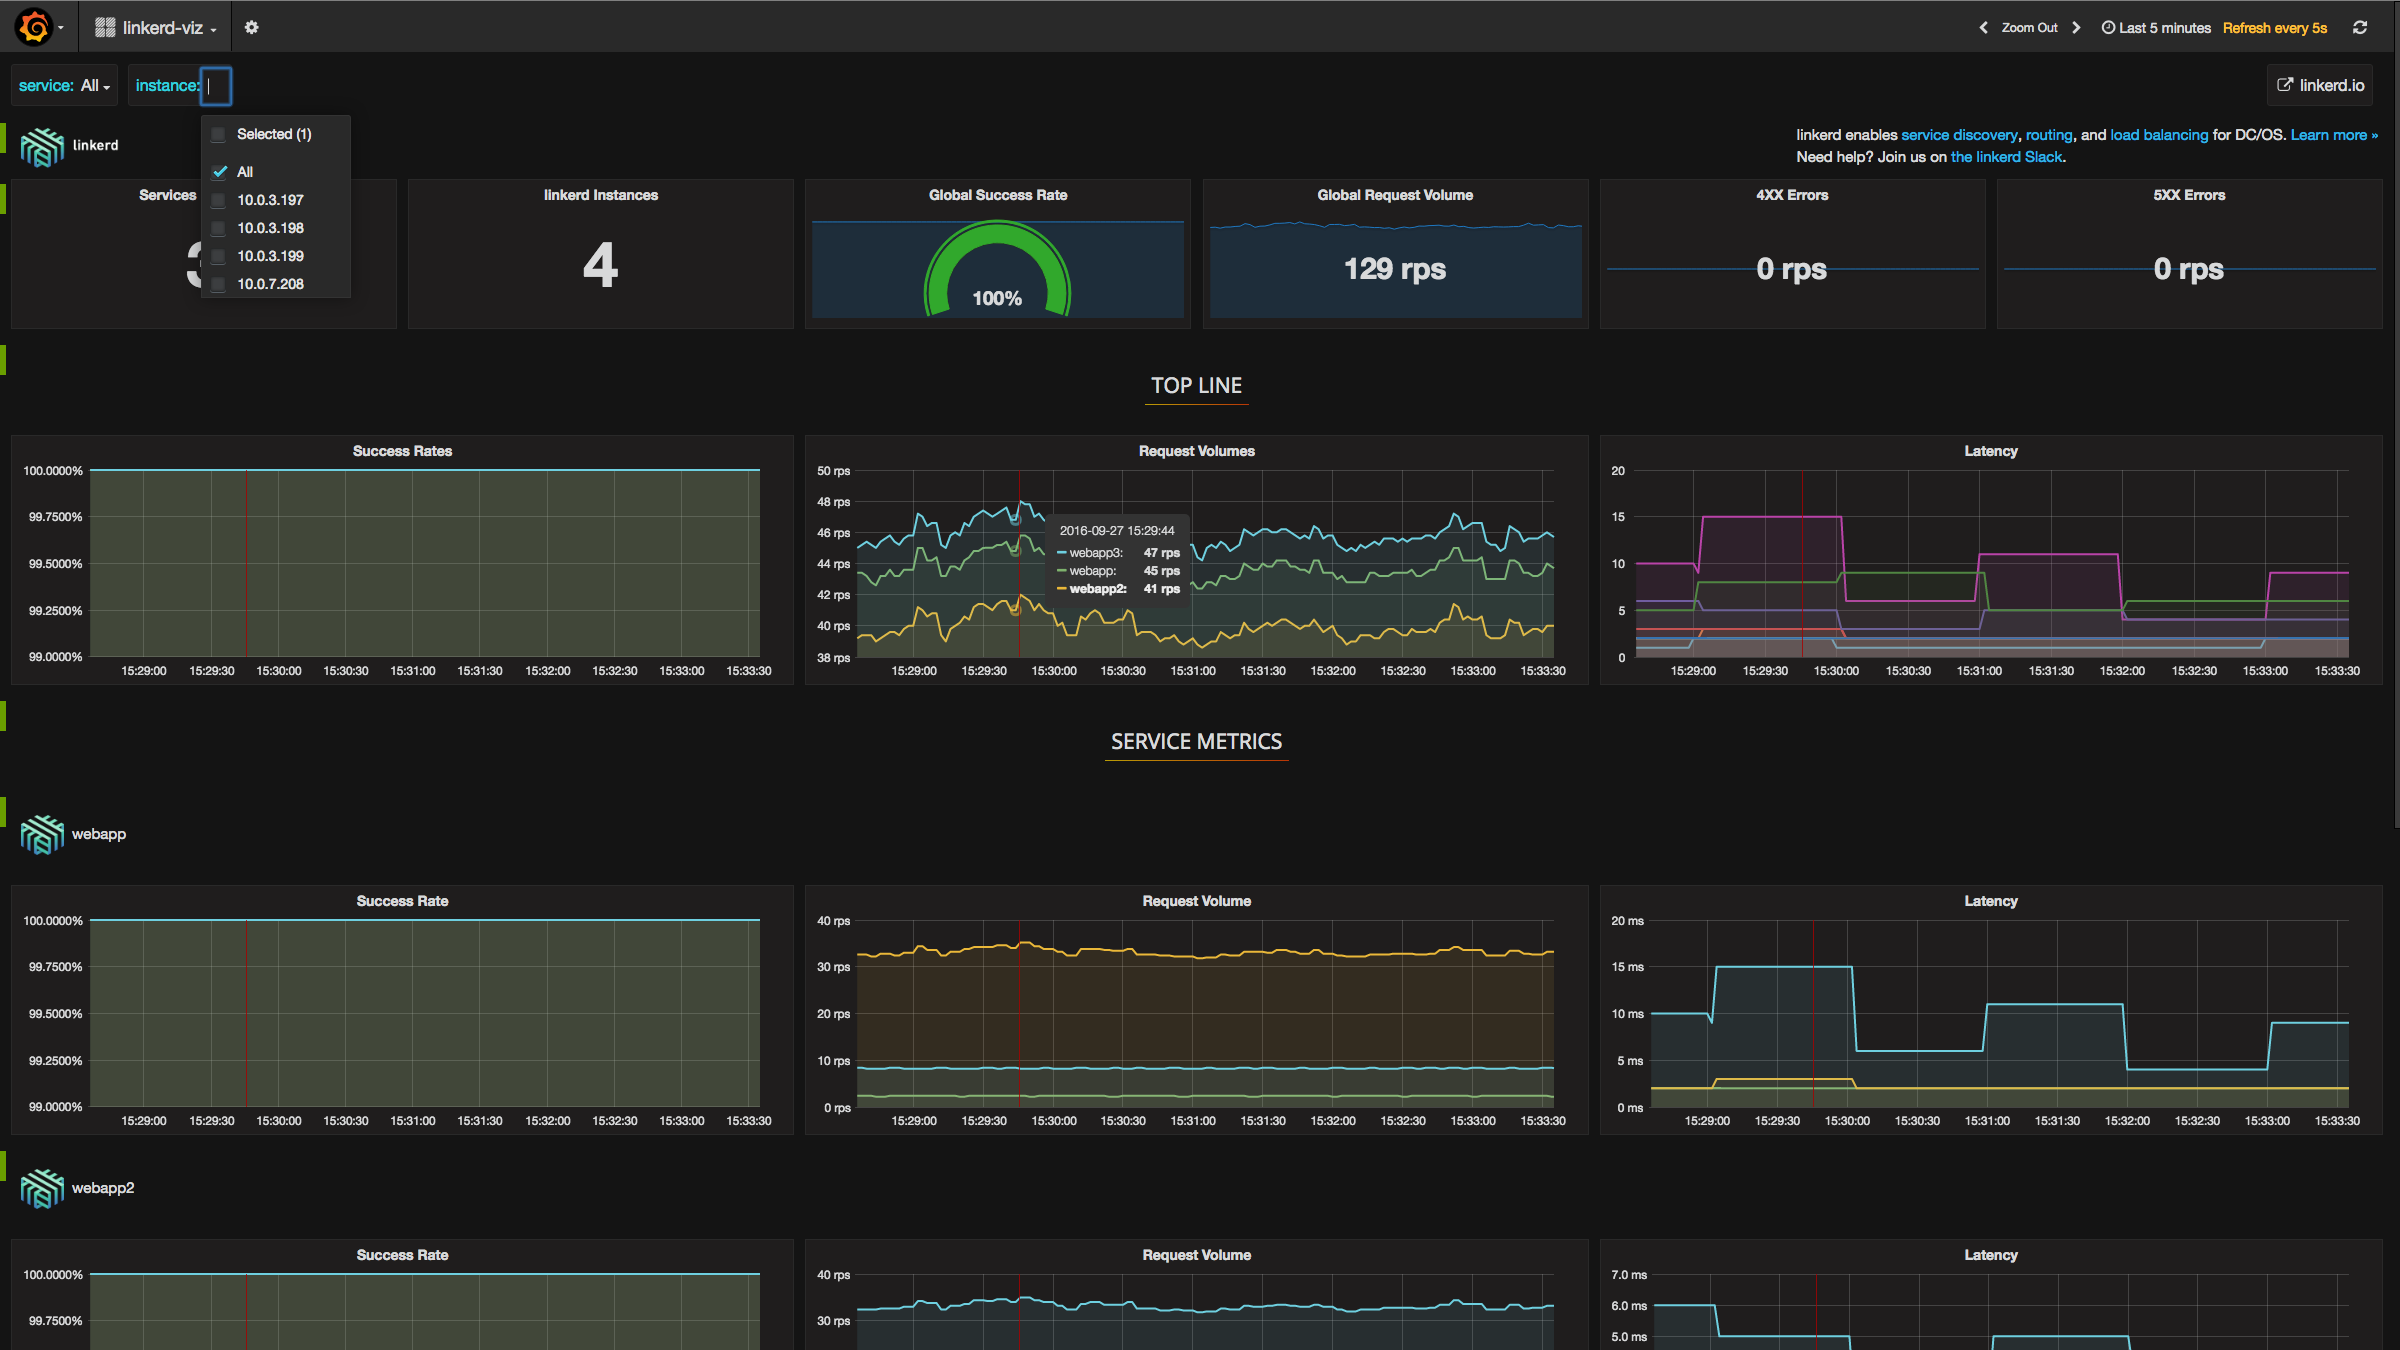 linkerd-viz
Zoom Out
Last 5 minutes
Refresh every 5s
service: All
instance:
linkerd.io
Selected (1)
All
10.0.3.197
10.0.3.198
10.0.3.199
10.0.7.208
linkerd
linkerd enables service discovery, routing, and load balancing for DC/OS. Learn more »
Need help? Join us on the linkerd Slack.
Services
linkerd Instances
4
Global Success Rate
100%
Global Request Volume
129 rps
4XX Errors
0 rps
5XX Errors
0 rps
TOP LINE
Success Rates
100.0000%
99.7500%
99.5000%
99.2500%
99.0000%
15:29:00 15:29:30 15:30:00 15:30:30 15:31:00 15:31:30 15:32:00 15:32:30 15:33:00 15:33:30
Request Volumes
50 rps
48 rps
46 rps
44 rps
42 rps
40 rps
38 rps
2016-09-27 15:29:44
webapp3: 47 rps
webapp: 45 rps
webapp2: 41 rps
15:29:00 15:29:30 15:30:00 15:30:30 15:31:00 15:31:30 15:32:00 15:32:30 15:33:00 15:33:30
Latency
20
15
10
5
0
15:29:00 15:29:30 15:30:00 15:30:30 15:31:00 15:31:30 15:32:00 15:32:30 15:33:00 15:33:30
SERVICE METRICS
webapp
Success Rate
100.0000%
99.7500%
99.5000%
99.2500%
99.0000%
15:29:00 15:29:30 15:30:00 15:30:30 15:31:00 15:31:30 15:32:00 15:32:30 15:33:00 15:33:30
Request Volume
40 rps
30 rps
20 rps
10 rps
0 rps
15:29:00 15:29:30 15:30:00 15:30:30 15:31:00 15:31:30 15:32:00 15:32:30 15:33:00 15:33:30
Latency
20 ms
15 ms
10 ms
5 ms
0 ms
15:29:00 15:29:30 15:30:00 15:30:30 15:31:00 15:31:30 15:32:00 15:32:30 15:33:00 15:33:30
webapp2
Success Rate
100.0000%
99.7500%
Request Volume
40 rps
30 rps
Latency
7.0 ms
6.0 ms
5.0 ms